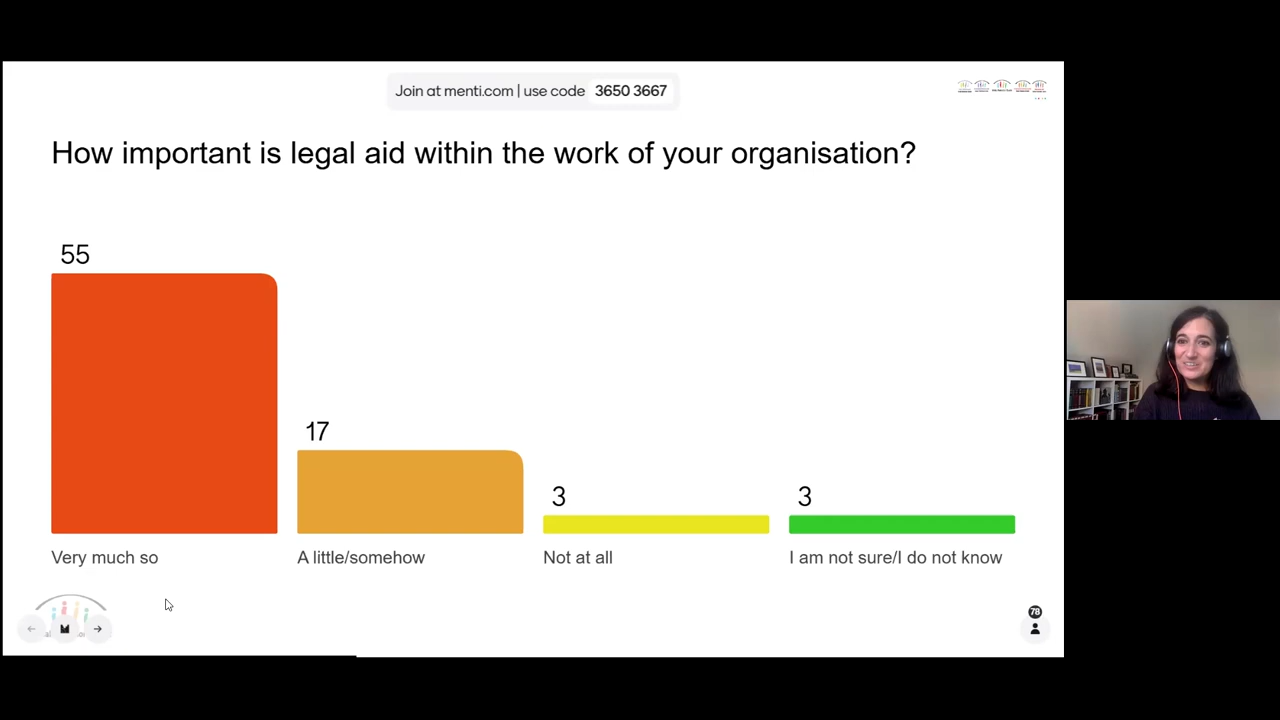 Join at menti.com | use code 3650 3667
How important is legal aid within the work of your organisation?
55
17
3
3
Very much so
A little/somehow
Not at all
I am not sure/I do not know
78